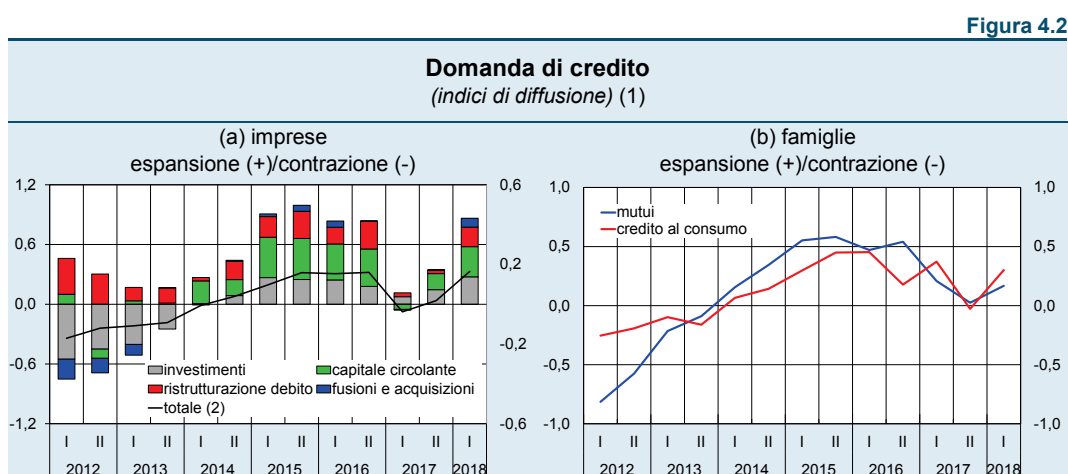 Figura 4.2
Domanda di credito
(indici di diffusione) (1)
(a) imprese
espansione (+)/contrazione (-)
1,2
0,6
0,0
-0,6
-1,2
0,6
0,2
-0,2
-0,6
investimenti
capitale circolante
ristrutturazione debito
fusioni e acquisizioni
totale (2)
I II I II I II I II I II I II I
2012 2013 2014 2015 2016 2017 2018
(b) famiglie
espansione (+)/contrazione (-)
1,0
0,5
0,0
-0,5
-1,0
1,0
0,5
0,0
-0,5
-1,0
mutui
credito al consumo
I II I II I II I II I II I II I
2012 2013 2014 2015 2016 2017 2018